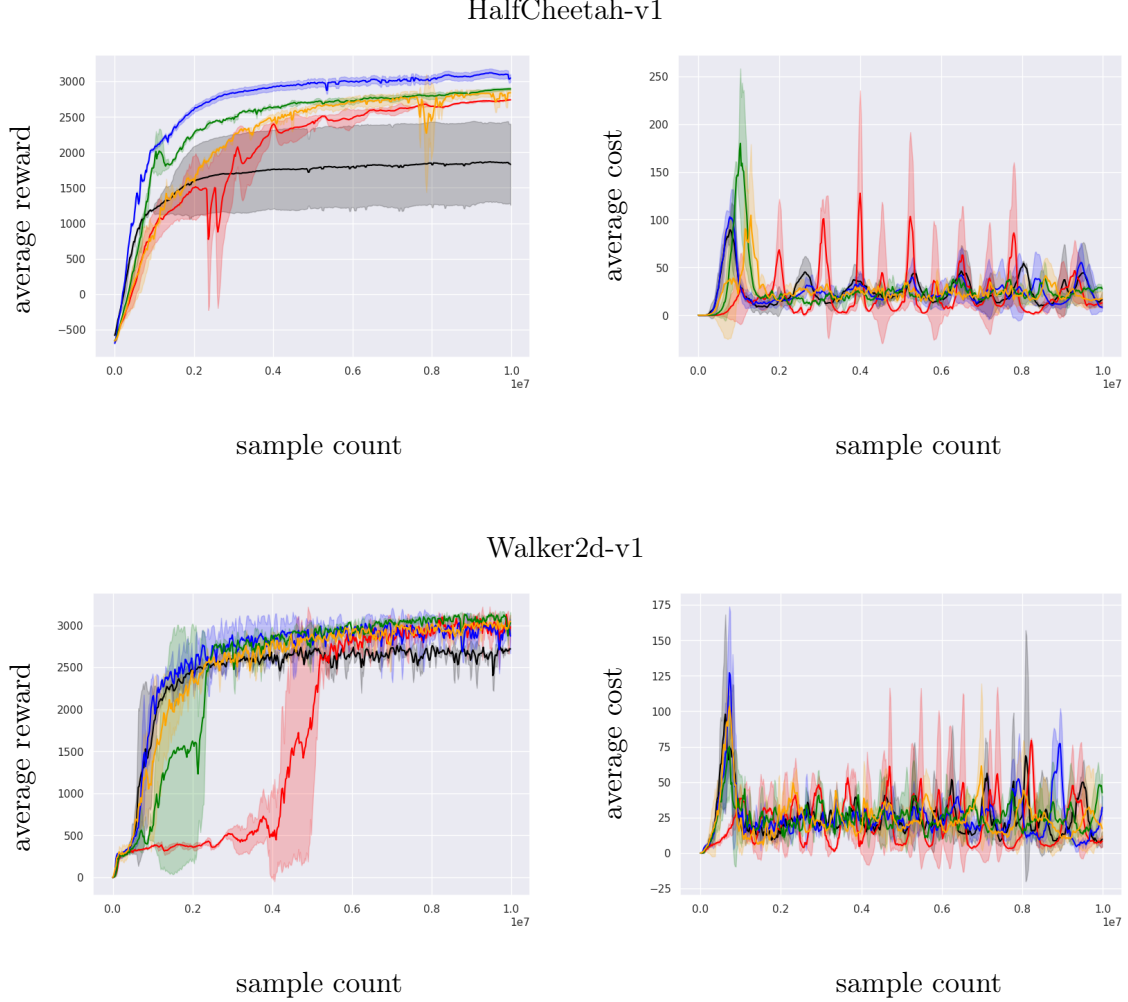 HalfCheetah-v1
average reward
3000
2500
2000
1500
1000
500
0
−500
0.0 0.2 0.4 0.6 0.8 1.0
1e7
sample count
average cost
250
200
150
100
50
0
0.0 0.2 0.4 0.6 0.8 1.0
1e7
sample count
Walker2d-v1
average reward
3000
2500
2000
1500
1000
500
0
0.0 0.2 0.4 0.6 0.8 1.0
1e7
sample count
average cost
175
150
125
100
75
50
25
0
−25
0.0 0.2 0.4 0.6 0.8 1.0
1e7
sample count